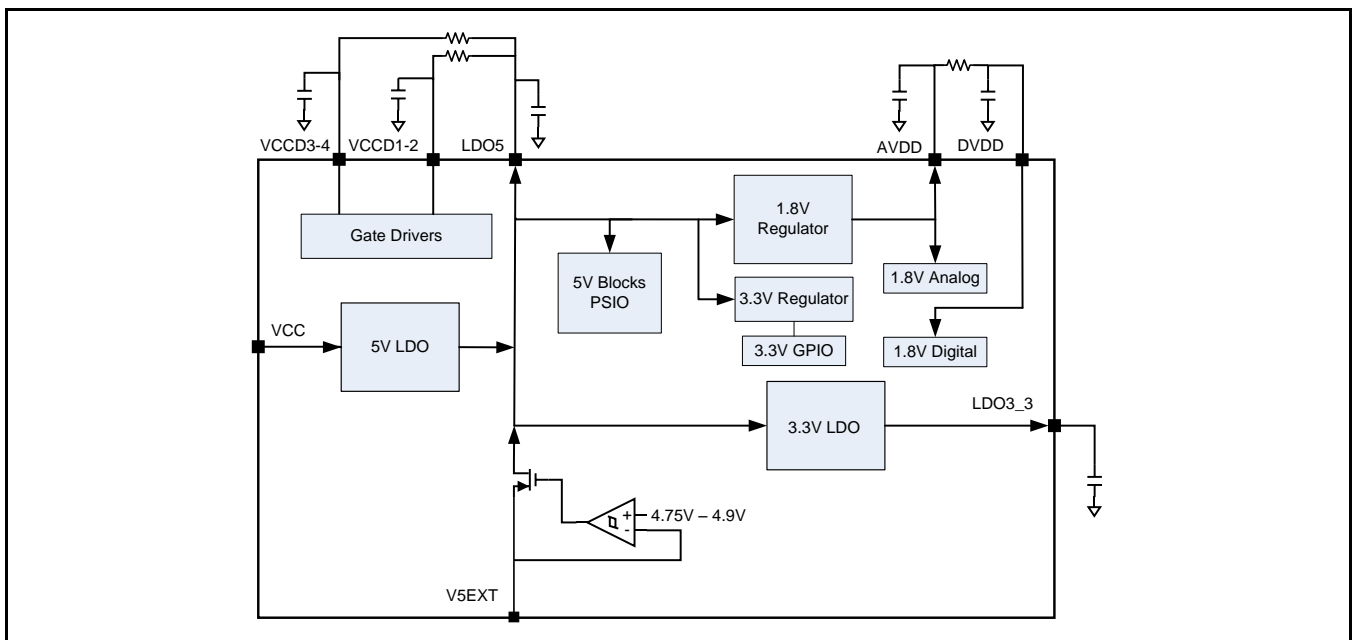 VCCD3-4
VCCD1-2
LDO5
AVDD
DVDD
Gate Drivers
1.8V
Regulator
5V Blocks
PSIO
1.8V Analog
3.3V Regulator
VCC
5V LDO
3.3V GPIO
1.8V Digital
LDO3_3
3.3V LDO
+
-
4.75V – 4.9V
V5EXT